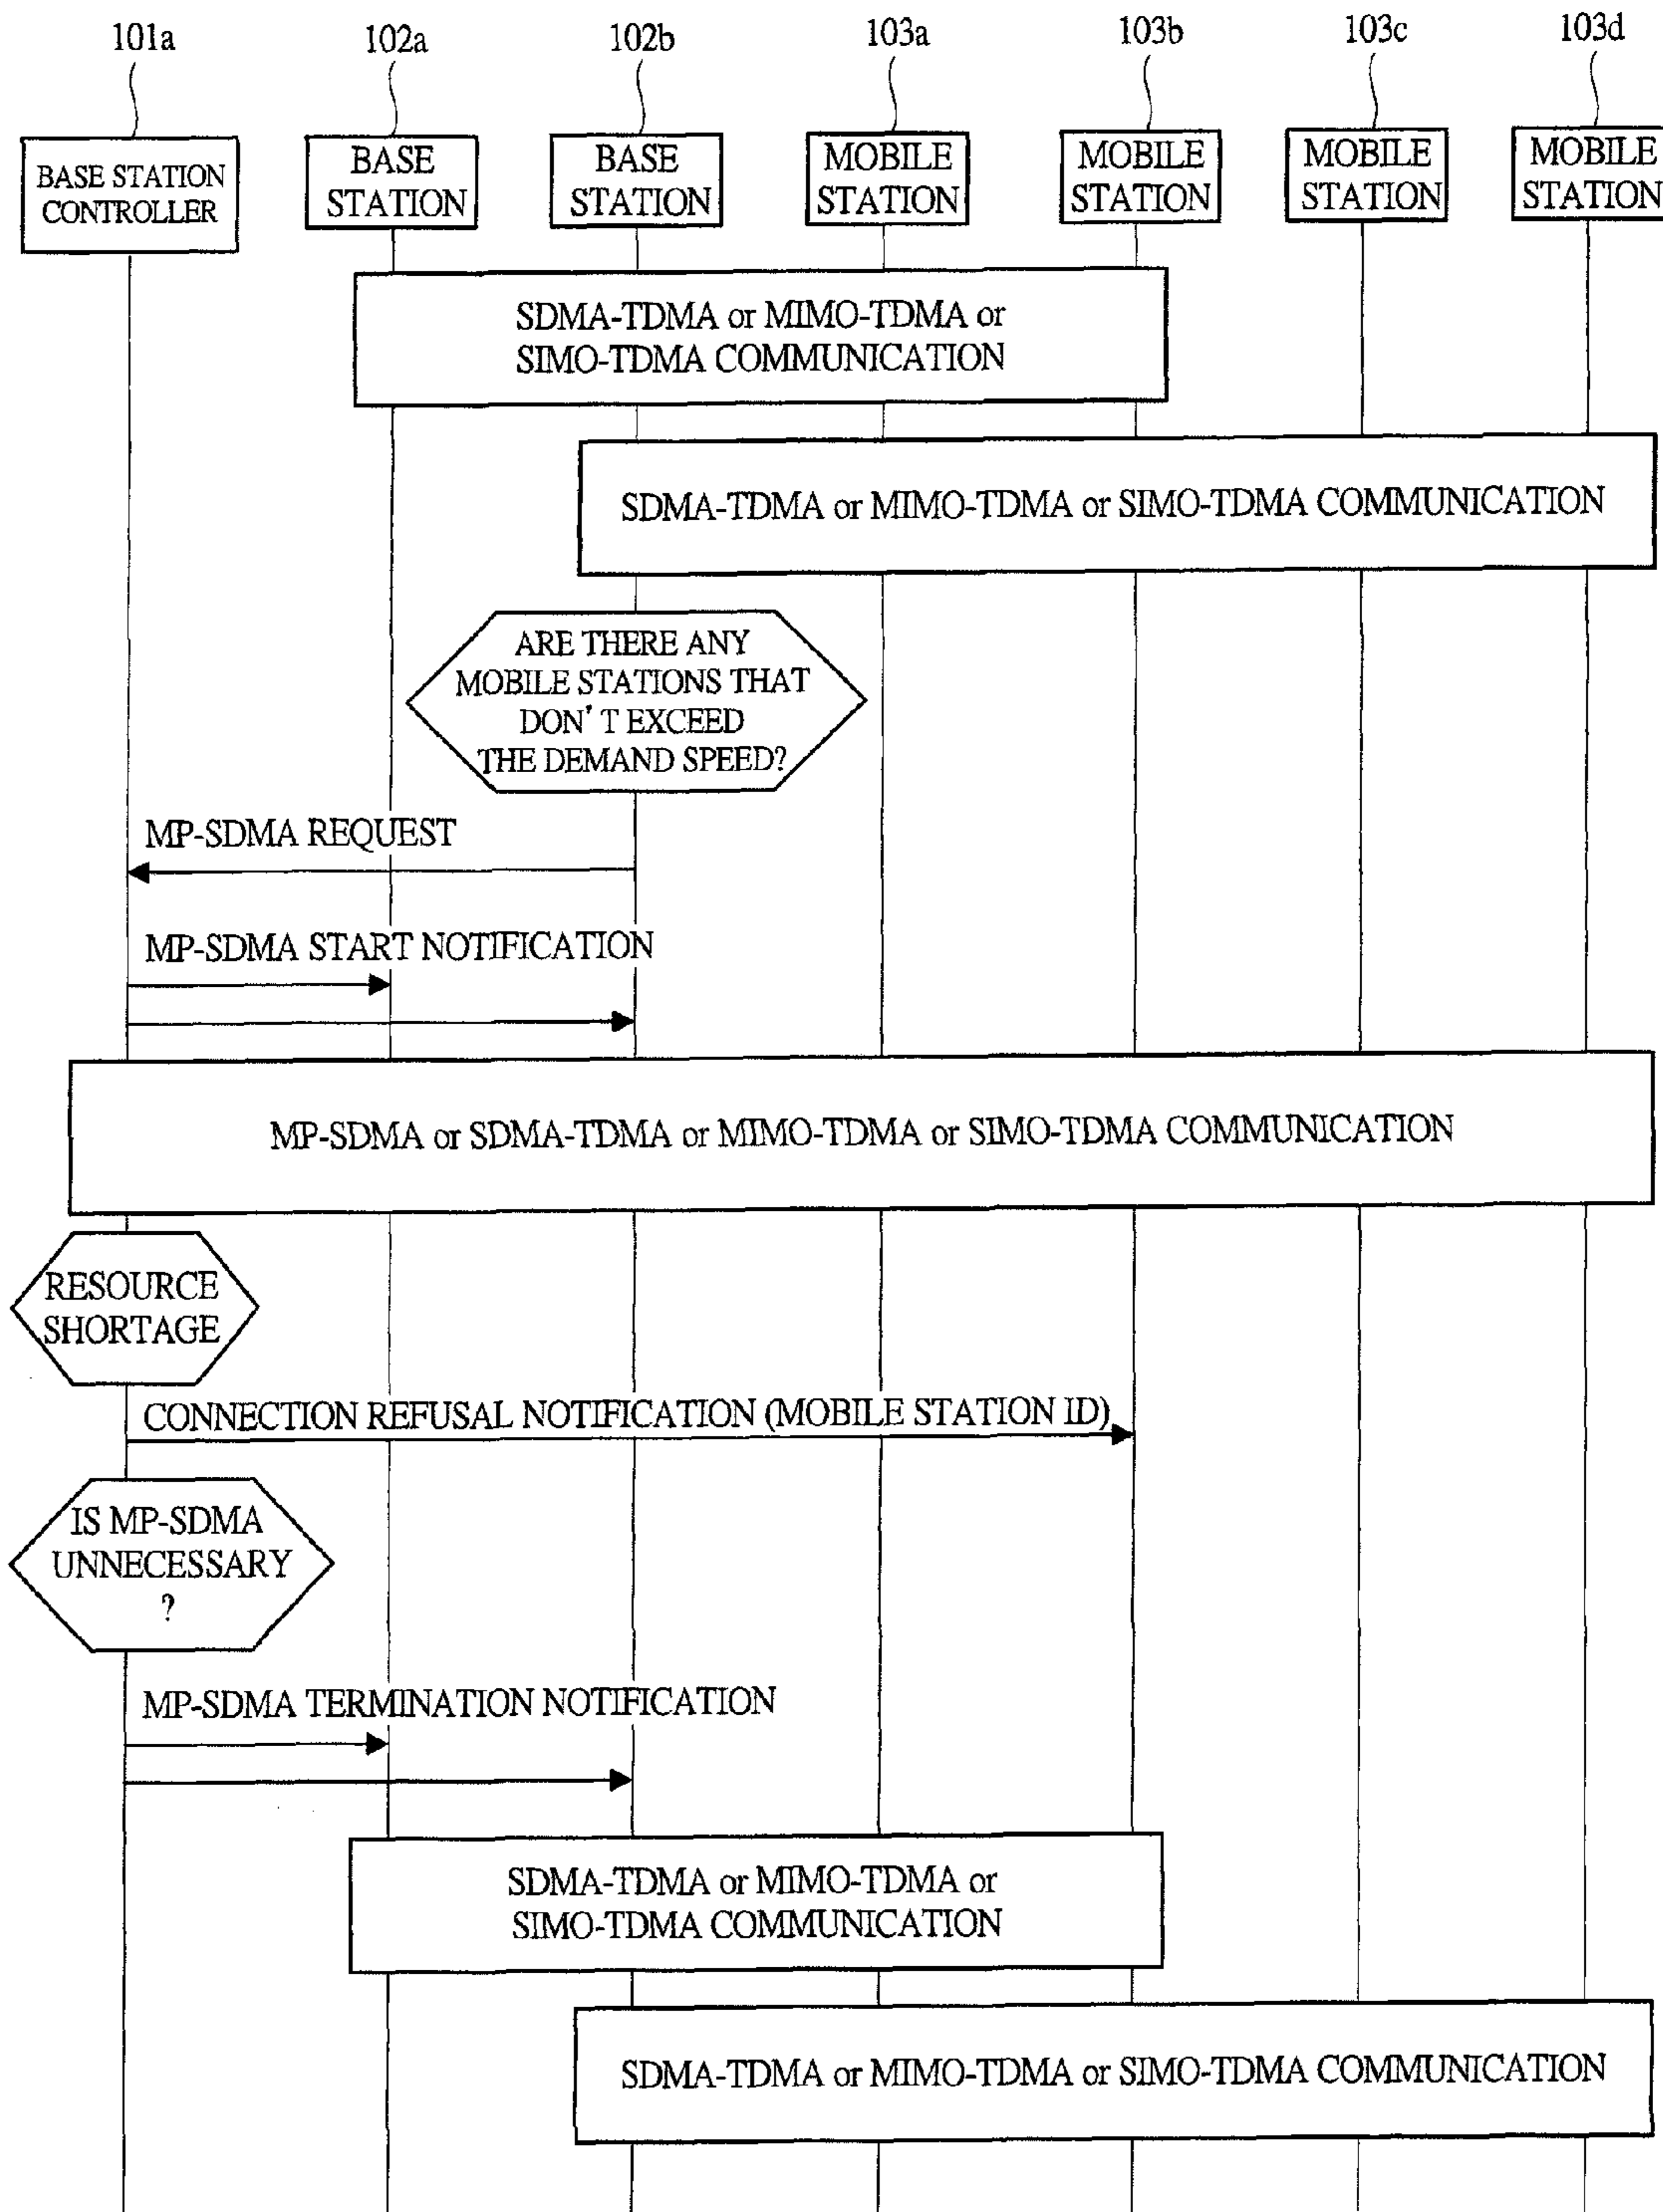 101a
102a
102b
103a
103b
103c
103d
BASE STATION
CONTROLLER
BASE
STATION
BASE
STATION
MOBILE
STATION
MOBILE
STATION
MOBILE
STATION
MOBILE
STATION
SDMA-TDMA or MIMO-TDMA or
SIMO-TDMA COMMUNICATION
SDMA-TDMA or MIMO-TDMA or SIMO-TDMA COMMUNICATION
ARE THERE ANY
MOBILE STATIONS THAT
DON'T EXCEED
THE DEMAND SPEED?
MP-SDMA REQUEST
MP-SDMA START NOTIFICATION
MP-SDMA or SDMA-TDMA or MIMO-TDMA or SIMO-TDMA COMMUNICATION
RESOURCE
SHORTAGE
CONNECTION REFUSAL NOTIFICATION (MOBILE STATION ID)
IS MP-SDMA
UNNECESSARY
?
MP-SDMA TERMINATION NOTIFICATION
SDMA-TDMA or MIMO-TDMA or
SIMO-TDMA COMMUNICATION
SDMA-TDMA or MIMO-TDMA or SIMO-TDMA COMMUNICATION